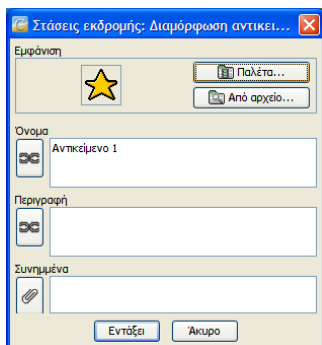 Στάσεις εκδρομής: Διαμόρφωση αντικει...
Εμφάνιση
Παλέτα...
Από αρχείο...
Όνομα
Αντικείμενο 1
Περιγραφή
Συνημμένα
Εντάξει
Άκυρο